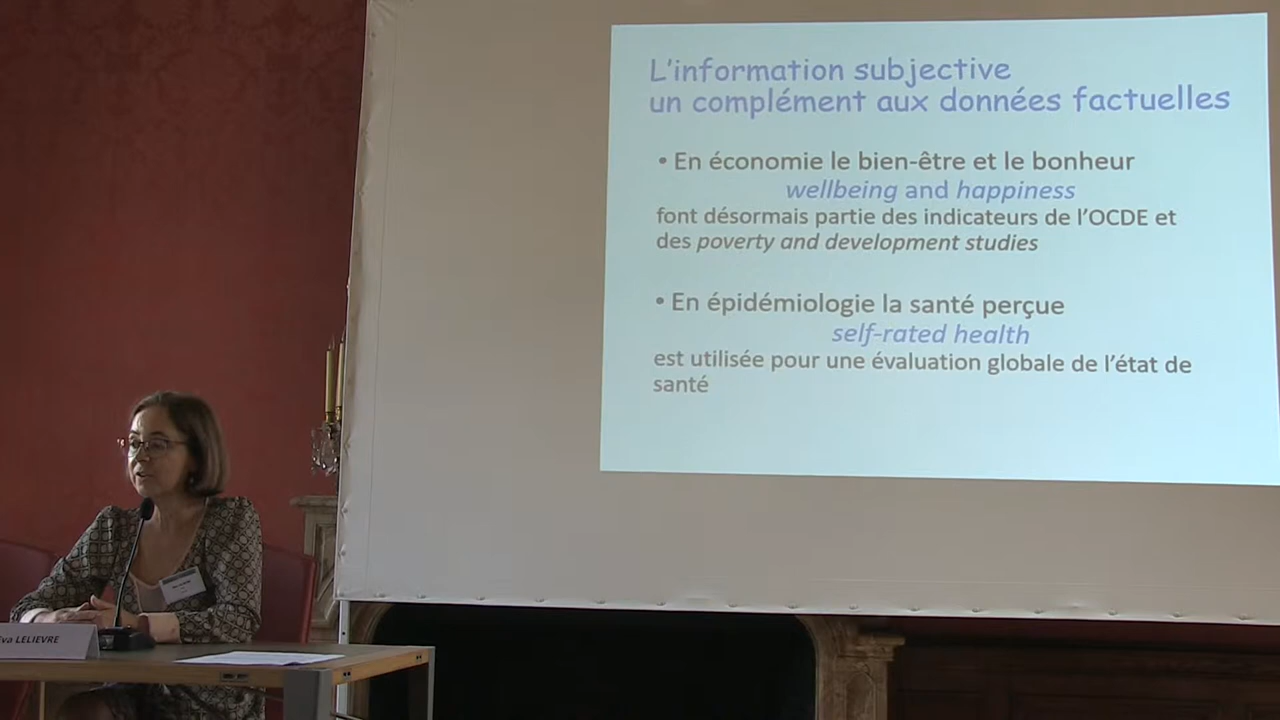 L'information subjective
un complément aux données factuelles
• En économie le bien-être et le bonheur
wellbeing and happiness
font désormais partie des indicateurs de l'OCDE et
des poverty and development studies
• En épidémiologie la santé perçue
self-rated health
est utilisée pour une évaluation globale de l'état de
santé
va LELIEVRE